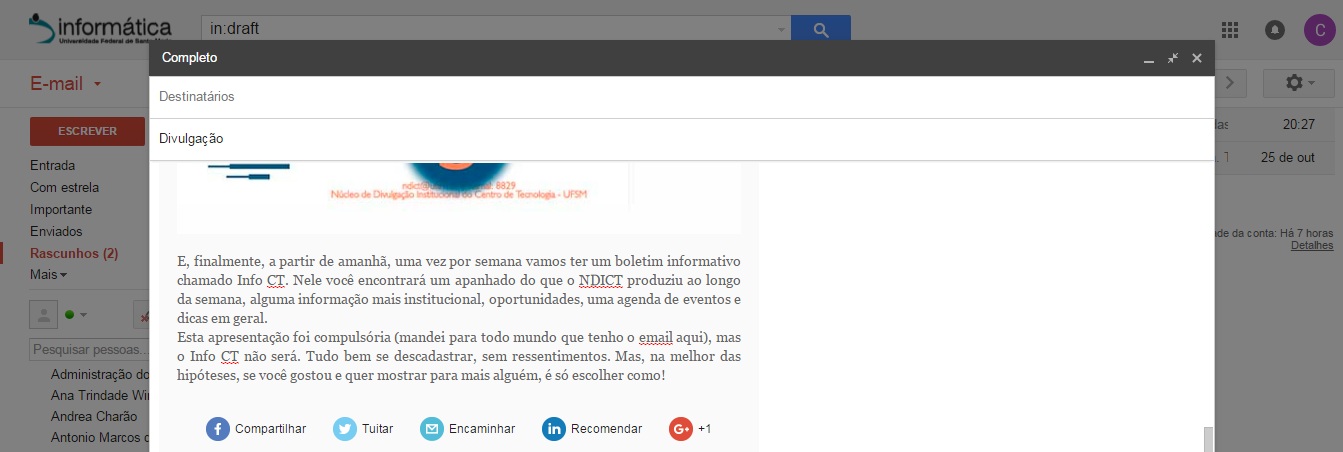 informática
Universidade Federal de Santa Maria
in:draft
C
Completo
E-mail
Destinatários
ESCREVER
Divulgação
20:27
25 de out
Entrada
Com estrela
Importante
Enviados
Rascunhos (2)
Mais
ndict@ 8829
Núcleo de Divulgação Institucional do Centro de Tecnologia - UFSM
ade da conta: Há 7 horas
Detalhes
E, finalmente, a partir de amanhã, uma vez por semana vamos ter um boletim informativo
chamado Info CT. Nele você encontrará um apanhado do que o NDICT produziu ao longo
da semana, alguma informação mais institucional, oportunidades, uma agenda de eventos e
dicas em geral.
Esta apresentação foi compulsória (mandei para todo mundo que tenho o email aqui), mas
o Info CT não será. Tudo bem se descadastrar, sem ressentimentos. Mas, na melhor das
hipóteses, se você gostou e quer mostrar para mais alguém, é só escolher como!
Pesquisar pessoas...
Administração do
Ana Trindade Wi
Andrea Charão
Antonio Marcos d
Compartilhar
Tuitar
Encaminhar
in Recomendar
G+ +1